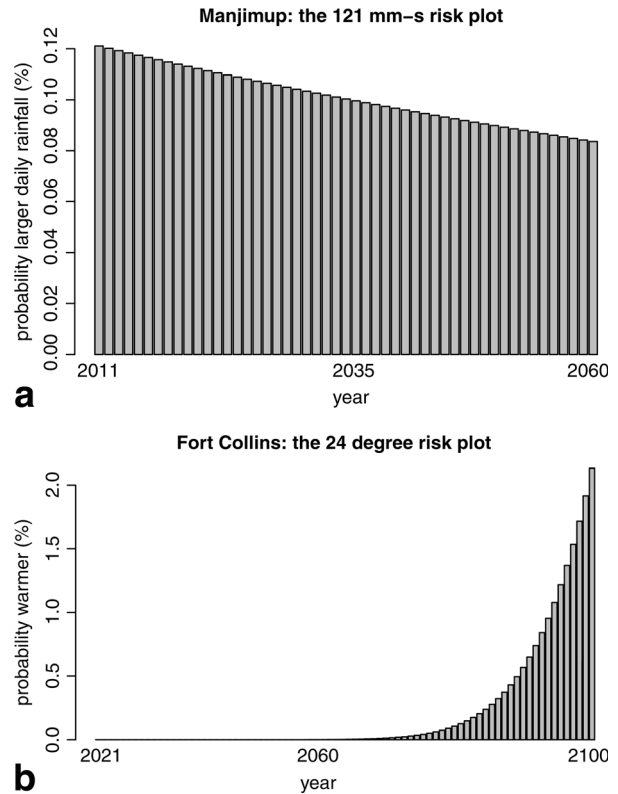 Manjimup: the 121 mm−s risk plot
probability larger daily rainfall (%)
0.12
0.10
0.08
0.06
0.04
0.02
0.00
2011 2035 2060
year
a
Fort Collins: the 24 degree risk plot
probability warmer (%)
2.0
1.5
1.0
0.5
0.0
2021 2060 2100
year
b